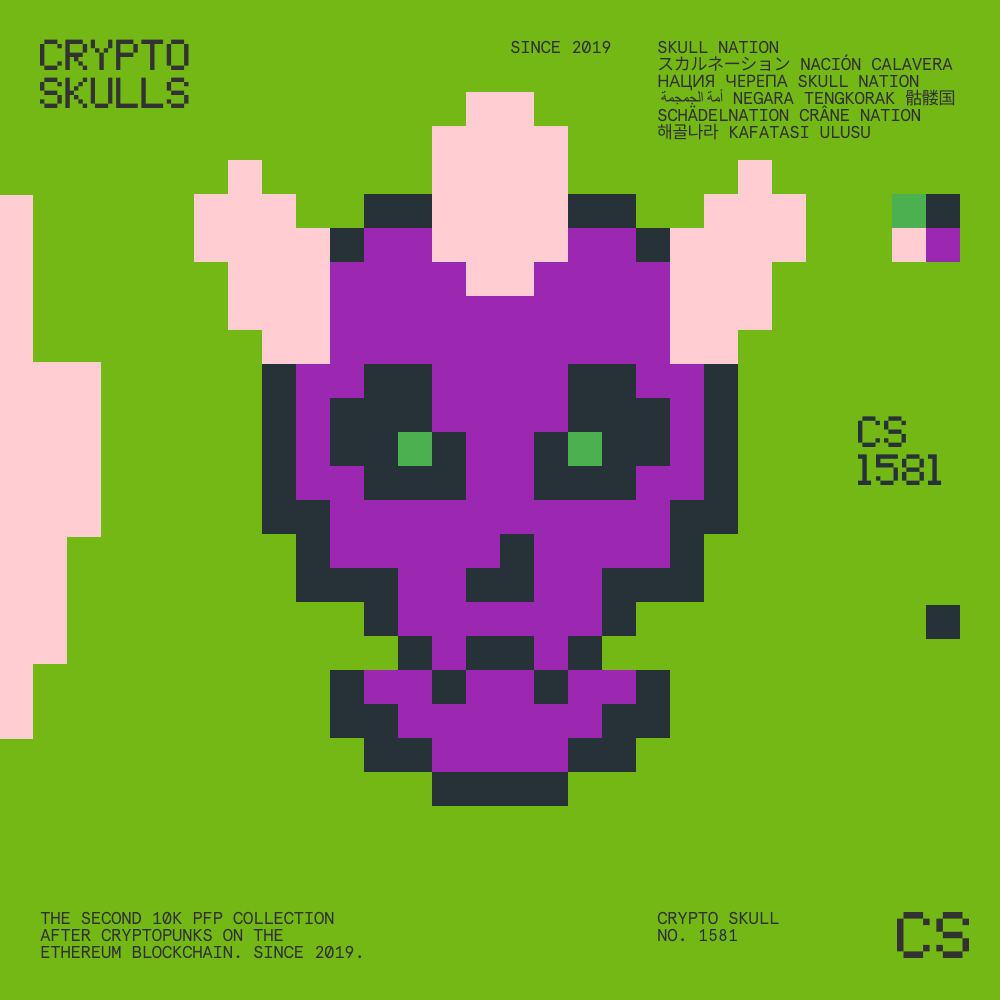 CRYPTO
SKULLS
SINCE 2019
SKULL NATION
スカルネーション NACIÓN CALAVERA
НАЦИЯ ЧЕРЕПА SKULL NATION
أمة الجمجمة NEGARA TENGKORAK 骷髅国
SCHÄDELNATION CRÂNE NATION
해골나라 KAFATASI ULUSU
CS
1581
THE SECOND 10K PFP COLLECTION
AFTER CRYPTOPUNKS ON THE
ETHEREUM BLOCKCHAIN. SINCE 2019.
CRYPTO SKULL
NO. 1581
CS